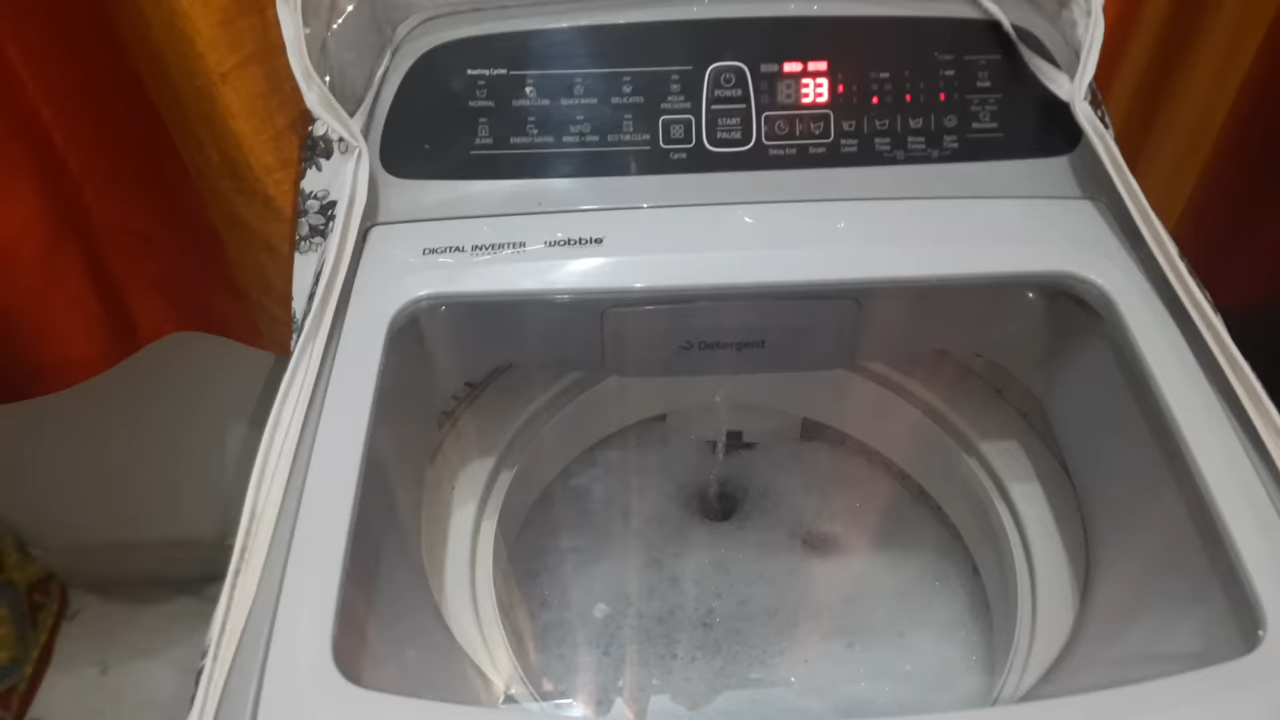 Washing Cycles
NORMAL SUPER CLEAN QUICK WASH DELICATES AQUA PRESERVE
JEANS ENERGY SAVING RINSE + SPIN ECO TUB CLEAN
Cycle
POWER
START
PAUSE
33
Delay End Drain Water Level Wash Time Rinse Times Spin Time
DIGITAL INVERTER wobble
TECHNOLOGY
Detergent